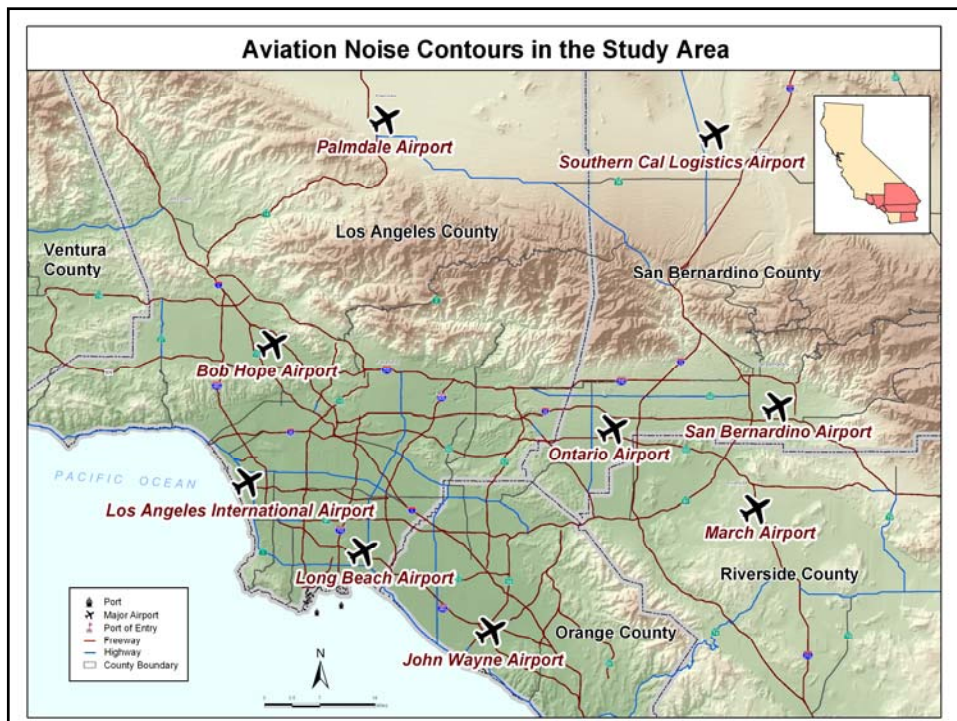 Aviation Noise Contours in the Study Area
Palmdale Airport
Southern Cal Logistics Airport
Los Angeles County
Ventura
County
San Bernardino County
Bob Hope Airport
San Bernardino Airport
Ontario Airport
PACIFIC OCEAN
Los Angeles International Airport
March Airport
Long Beach Airport
Riverside County
Orange County
John Wayne Airport
Port
Major Airport
Port of Entry
Freeway
Highway
County Boundary
N